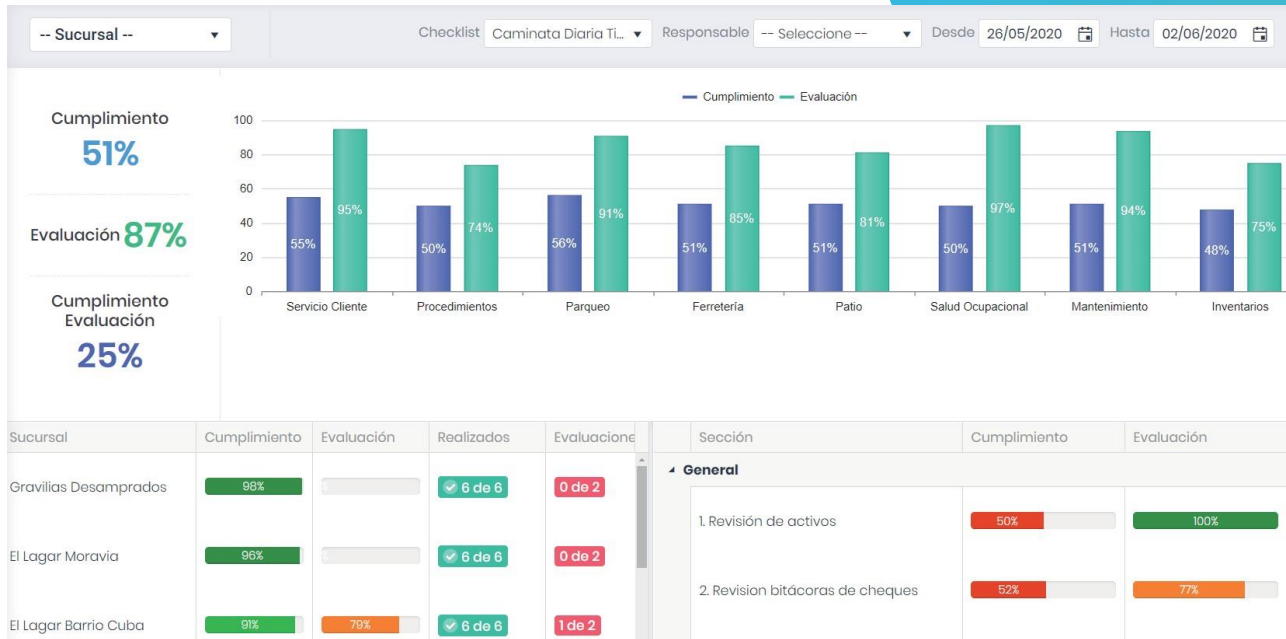 -- Sucursal --
Checklist Caminata Diaria Ti... Responsable -- Seleccione -- Desde 26/05/2020 Hasta 02/06/2020
Cumplimiento
51%
Evaluación 87%
Cumplimiento
Evaluación
25%
Cumplimiento Evaluación
100
80
60
40
20
0
55% 95% 50% 74% 56% 91% 51% 85% 51% 81% 50% 97% 51% 94% 48% 75%
Servicio Cliente Procedimientos Parqueo Ferretería Patio Salud Ocupacional Mantenimiento Inventarios
Sucursal Cumplimiento Evaluación Realizados Evaluacione
Gravilias Desamprados 98% 6 de 6 0 de 2
El Lagar Moravia 96% 6 de 6 0 de 2
El Lagar Barrio Cuba 91% 79% 6 de 6 1 de 2
Sección Cumplimiento Evaluación
General
1. Revisión de activos 50% 100%
2. Revision bitácoras de cheques 52% 77%